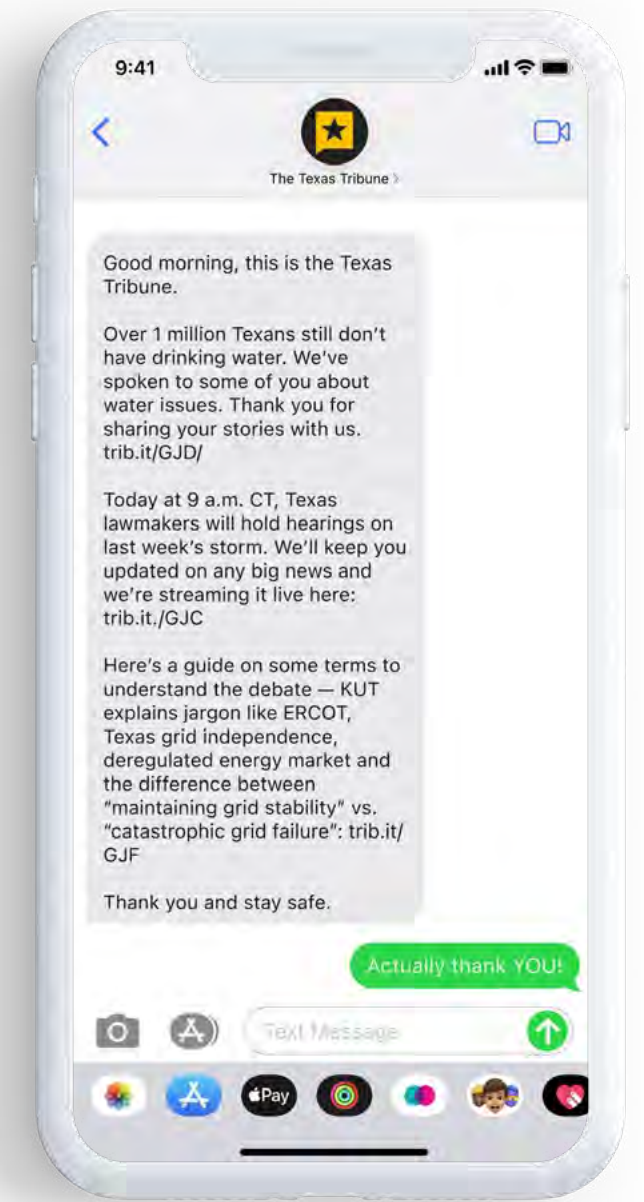 9:41
The Texas Tribune >
Good morning, this is the Texas
Tribune.
Over 1 million Texans still don't
have drinking water. We've
spoken to some of you about
water issues. Thank you for
sharing your stories with us.
trib.it/GJD/
Today at 9 a.m. CT, Texas
lawmakers will hold hearings on
last week's storm. We'll keep you
updated on any big news and
we're streaming it live here:
trib.it./GJC
Here's a guide on some terms to
understand the debate — KUT
explains jargon like ERCOT,
Texas grid independence,
deregulated energy market and
the difference between
"maintaining grid stability" vs.
"catastrophic grid failure": trib.it/
GJF
Thank you and stay safe.
Actually thank YOU!
Text Message
Pay